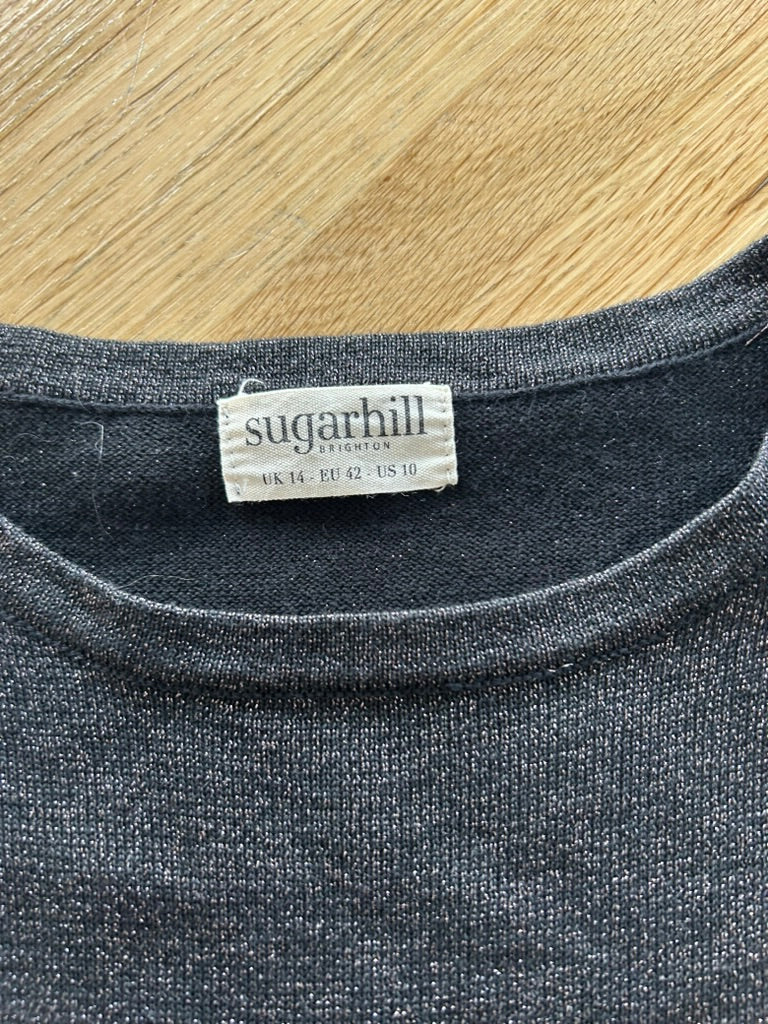 sugarhill
BRIGHTON
UK 14 - EU 42 - US 10